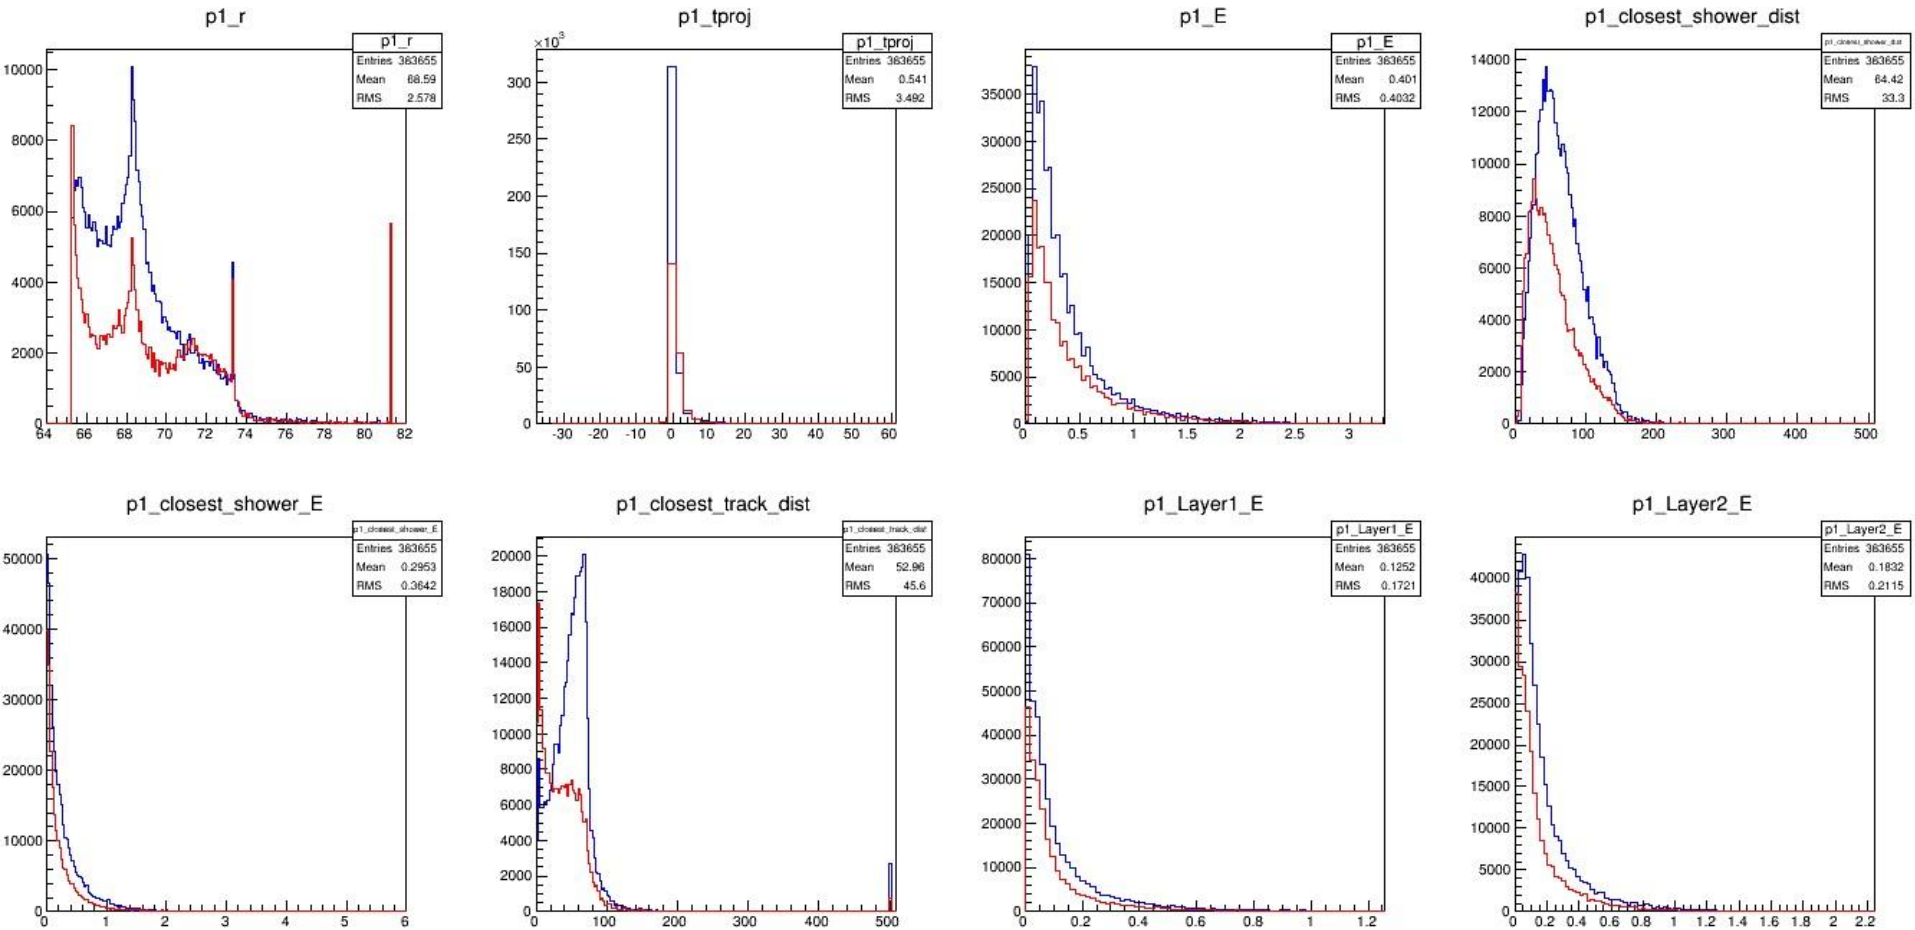 p1_r
p1_r
Entries 383655
Mean 68.59
RMS 2.578
10000
8000
6000
4000
2000
0
64 66 68 70 72 74 76 78 80 82
p1_tproj
×10³
p1_tproj
Entries 383655
Mean 0.541
RMS 3.492
300
250
200
150
100
50
0
-30 -20 -10 0 10 20 30 40 50 60
p1_E
p1_E
Entries 383655
Mean 0.401
RMS 0.4032
35000
30000
25000
20000
15000
10000
5000
0
0 0.5 1 1.5 2 2.5 3
p1_closest_shower_dist
p1_closest_shower_dist
Entries 383655
Mean 64.42
RMS 33.3
14000
12000
10000
8000
6000
4000
2000
0
0 100 200 300 400 500
p1_closest_shower_E
p1_closest_shower_E
Entries 383655
Mean 0.2953
RMS 0.3642
50000
40000
30000
20000
10000
0
0 1 2 3 4 5 6
p1_closest_track_dist
p1_closest_track_dist
Entries 383655
Mean 52.96
RMS 45.6
20000
18000
16000
14000
12000
10000
8000
6000
4000
2000
0
0 100 200 300 400 500
p1_Layer1_E
p1_Layer1_E
Entries 383655
Mean 0.1252
RMS 0.1721
80000
70000
60000
50000
40000
30000
20000
10000
0
0 0.2 0.4 0.6 0.8 1 1.2
p1_Layer2_E
p1_Layer2_E
Entries 383655
Mean 0.1832
RMS 0.2115
40000
35000
30000
25000
20000
15000
10000
5000
0
0 0.2 0.4 0.6 0.8 1 1.2 1.4 1.6 1.8 2 2.2